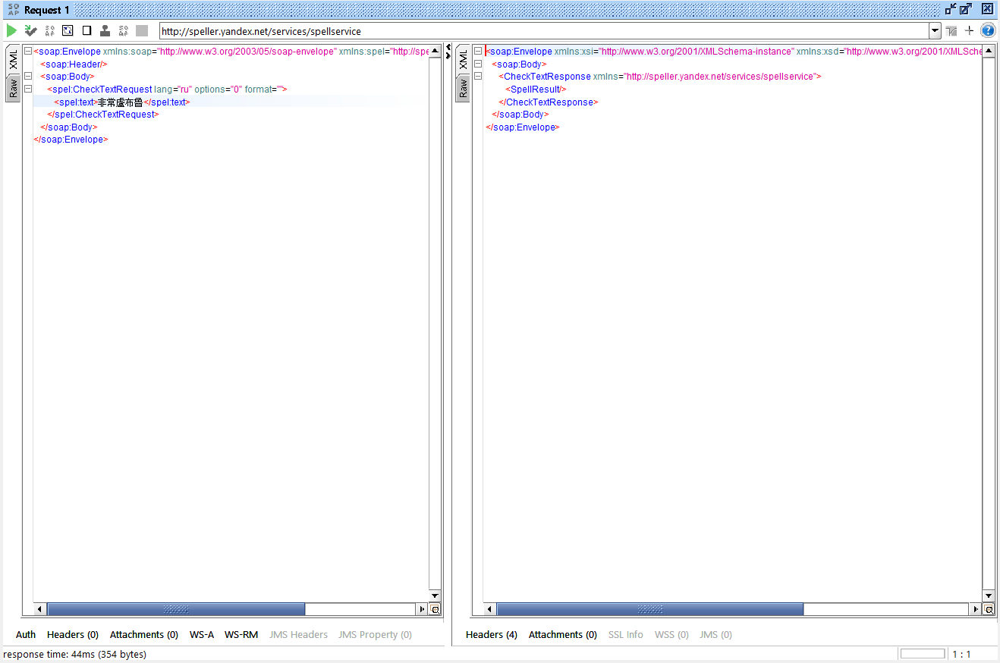 SO AP Request 1
http://speller.yandex.net/services/spellservice
XML
Raw
<soap:Envelope xmlns:soap="http://www.w3.org/2003/05/soap-envelope" xmlns:spel="http://spe
<soap:Header/>
<soap:Body>
<spel:CheckTextRequest lang="ru" options="0" format="">
<spel:text>非常盧布魯</spel:text>
</spel:CheckTextRequest>
</soap:Body>
</soap:Envelope>
XML
Raw
<soap:Envelope xmlns:xsi="http://www.w3.org/2001/XMLSchema-instance" xmlns:xsd="http://www.w3.org/2001/XMLSche
<soap:Body>
<CheckTextResponse xmlns="http://speller.yandex.net/services/spellservice">
<SpellResult/>
</CheckTextResponse>
</soap:Body>
</soap:Envelope>
Auth Headers (0) Attachments (0) WS-A WS-RM JMS Headers JMS Property (0)
Headers (4) Attachments (0) SSL Info WSS (0) JMS (0)
response time: 44ms (354 bytes)
1 : 1